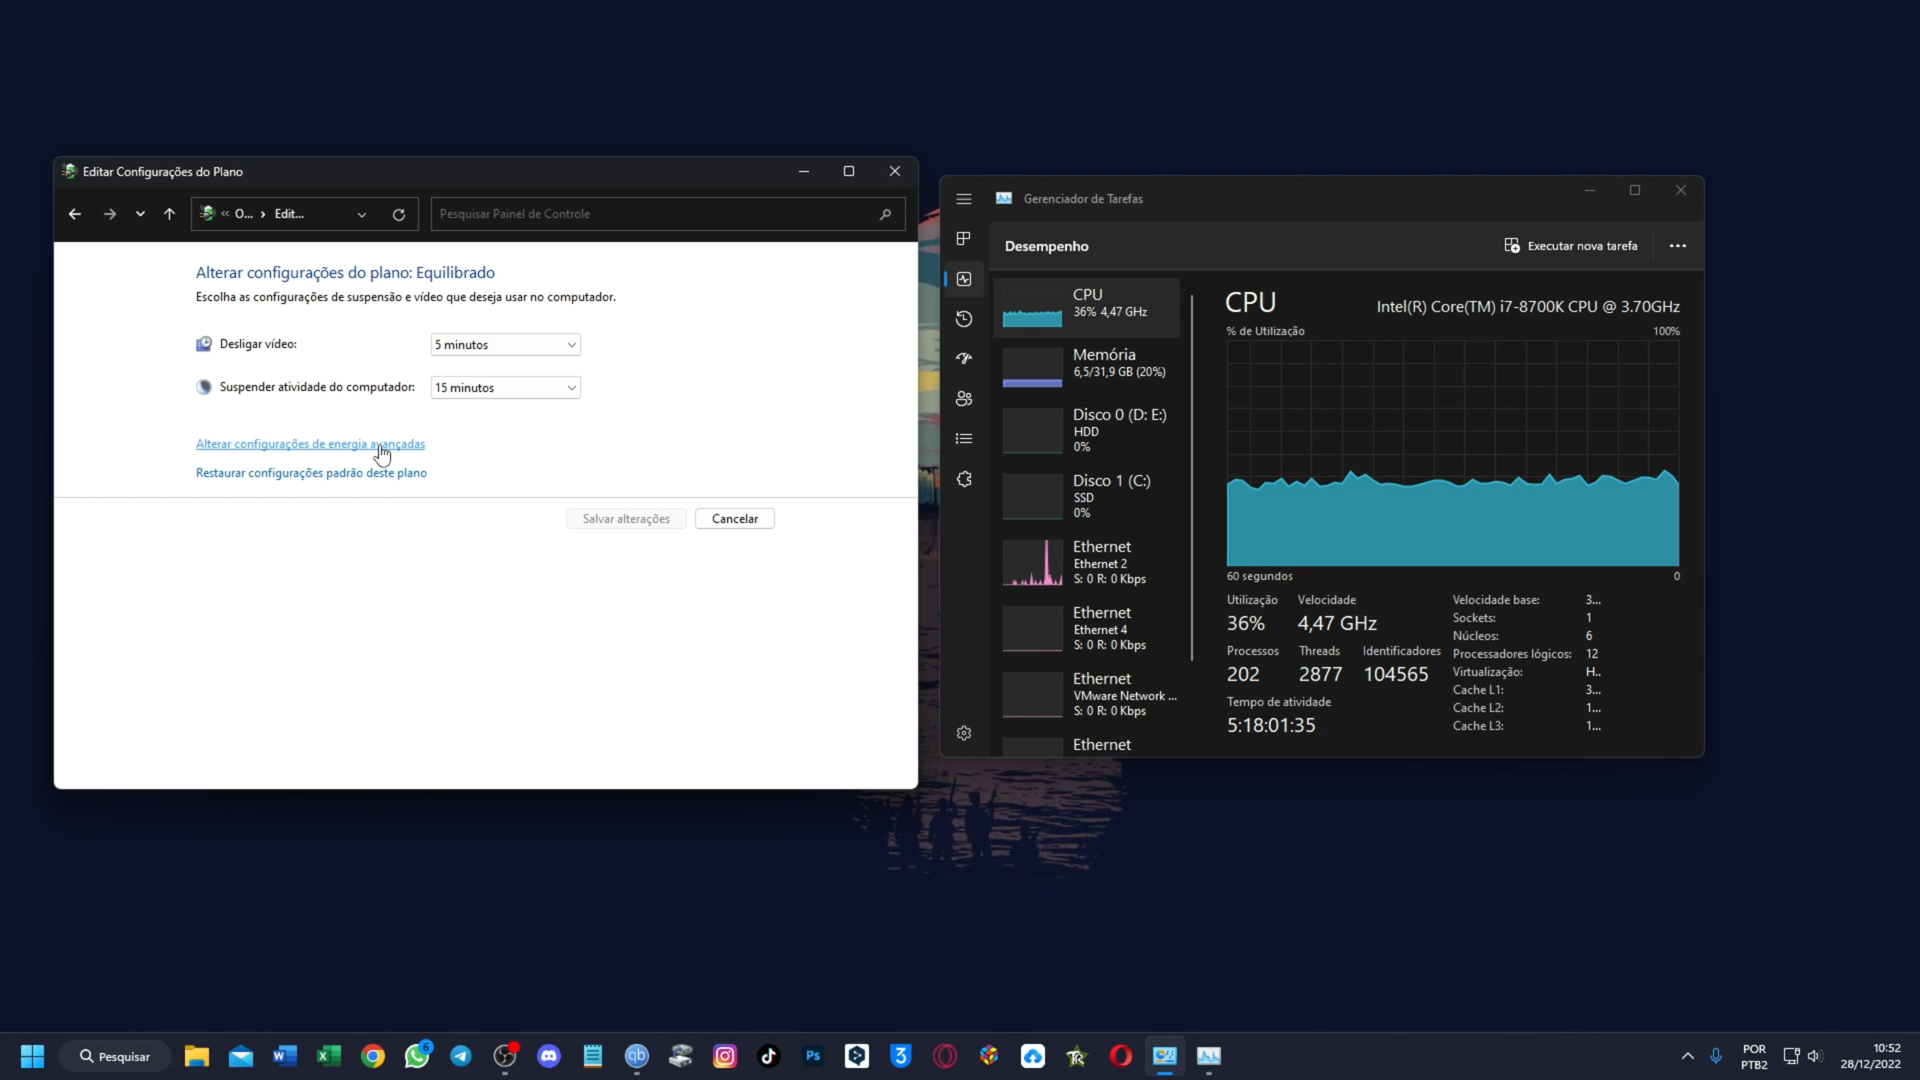 Editar Configurações do Plano
« O... › Edit...
Pesquisar Painel de Controle
Alterar configurações do plano: Equilibrado
Escolha as configurações de suspensão e vídeo que deseja usar no computador.
Desligar vídeo: 5 minutos
Suspender atividade do computador: 15 minutos
Alterar configurações de energia avançadas
Restaurar configurações padrão deste plano
Salvar alterações
Cancelar
Gerenciador de Tarefas
Desempenho
Executar nova tarefa
CPU
36% 4,47 GHz
Memória
6,5/31,9 GB (20%)
Disco 0 (D: E:)
HDD
0%
Disco 1 (C:)
SSD
0%
Ethernet
Ethernet 2
S: 0 R: 0 Kbps
Ethernet
Ethernet 4
S: 0 R: 0 Kbps
Ethernet
VMware Network ...
S: 0 R: 0 Kbps
Ethernet
CPU
Intel(R) Core(TM) i7-8700K CPU @ 3.70GHz
% de Utilização 100%
60 segundos 0
Utilização Velocidade
36% 4,47 GHz
Processos Threads Identificadores
202 2877 104565
Tempo de atividade
5:18:01:35
Velocidade base: 3...
Sockets: 1
Núcleos: 6
Processadores lógicos: 12
Virtualização: H..
Cache L1: 3...
Cache L2: 1...
Cache L3: 1...
Pesquisar
6
Ps
3
TR
POR
PTB2
10:52
28/12/2022